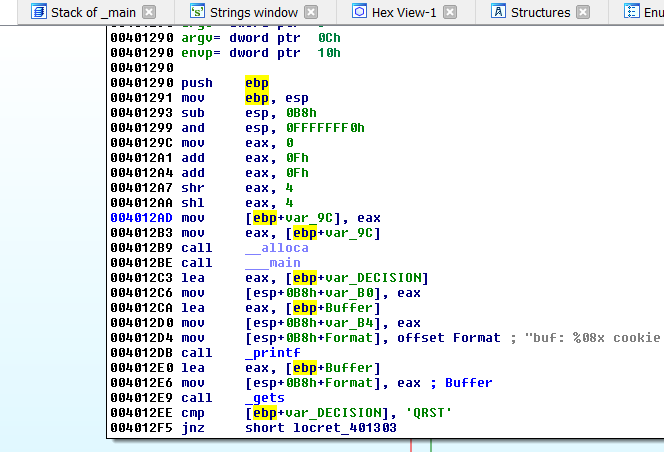 Stack of _main Strings window Hex View-1 Structures Enu
00401290 argv= dword ptr 0Ch
00401290 envp= dword ptr 10h
00401290
00401290 push ebp
00401291 mov ebp, esp
00401293 sub esp, 0B8h
00401299 and esp, 0FFFFFFF0h
0040129C mov eax, 0
004012A1 add eax, 0Fh
004012A4 add eax, 0Fh
004012A7 shr eax, 4
004012AA shl eax, 4
004012AD mov [ebp+var_9C], eax
004012B3 mov eax, [ebp+var_9C]
004012B9 call __alloca
004012BE call ___main
004012C3 lea eax, [ebp+var_DECISION]
004012C6 mov [esp+0B8h+var_B0], eax
004012CA lea eax, [ebp+Buffer]
004012D0 mov [esp+0B8h+var_B4], eax
004012D4 mov [esp+0B8h+Format], offset Format ; "buf: %08x cookie
004012DB call _printf
004012E0 lea eax, [ebp+Buffer]
004012E6 mov [esp+0B8h+Format], eax ; Buffer
004012E9 call _gets
004012EE cmp [ebp+var_DECISION], 'QRST'
004012F5 jnz short locret_401303